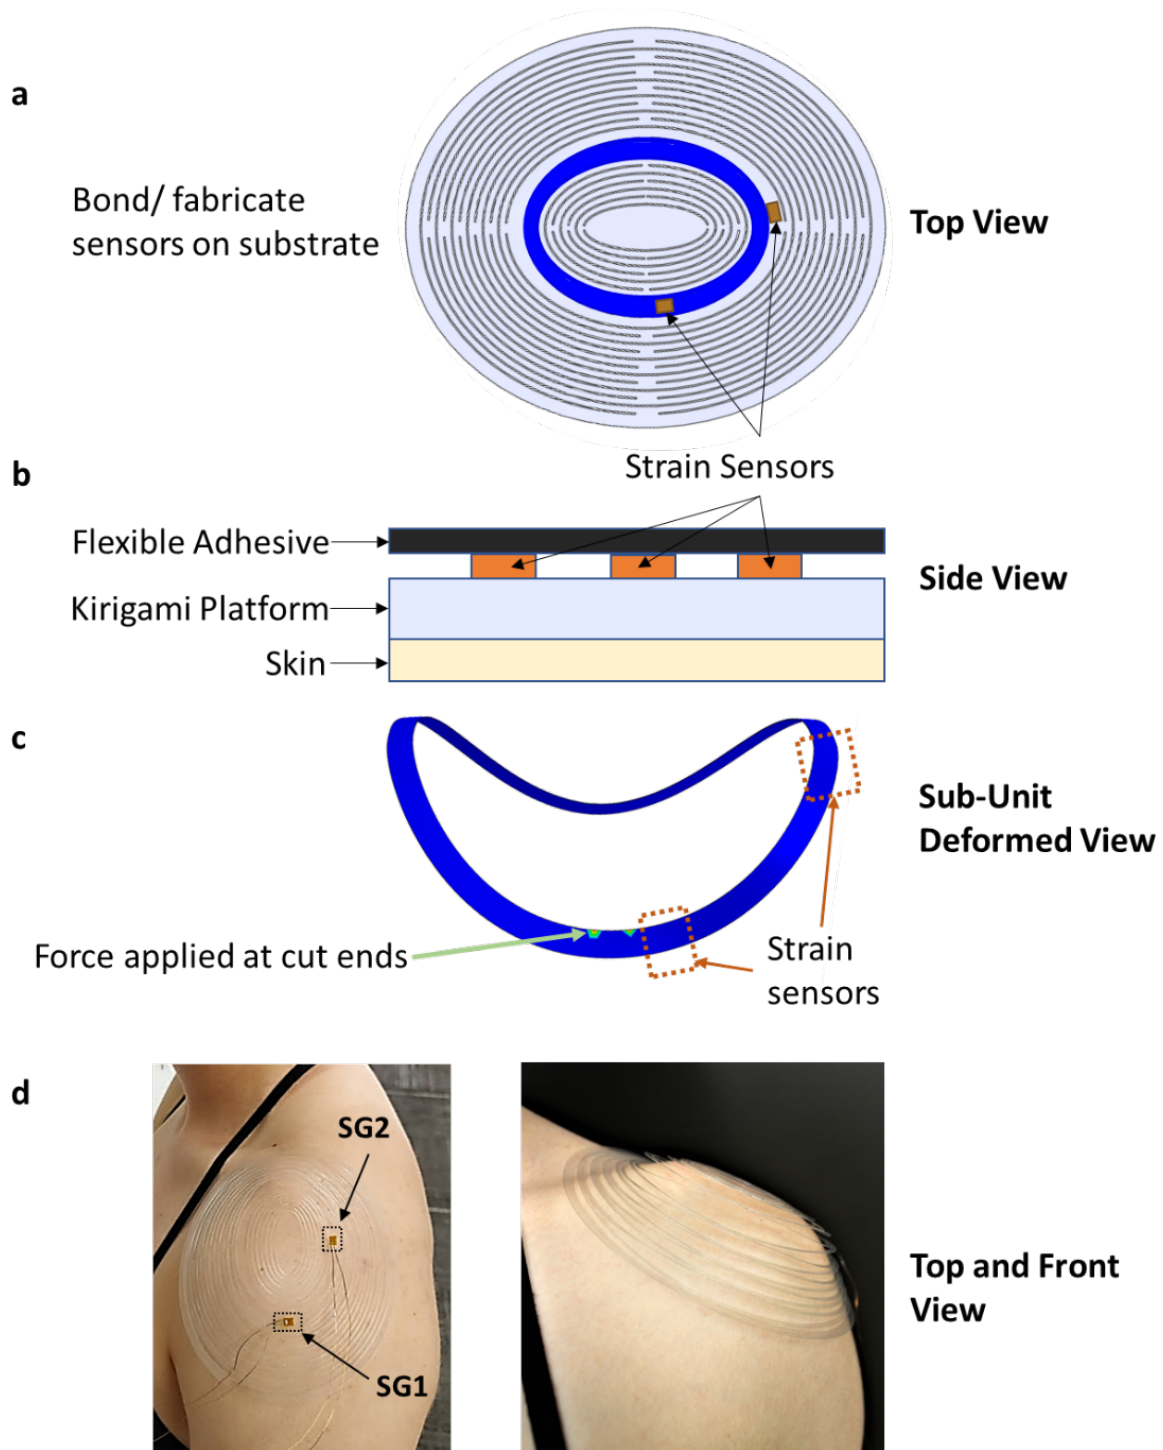 a
Bond/ fabricate
sensors on substrate
Top View
b
Strain Sensors
Flexible Adhesive
Side View
Kirigami Platform
Skin
c
Sub-Unit
Deformed View
Force applied at cut ends
Strain
sensors
d
SG2
Top and Front
View
SG1